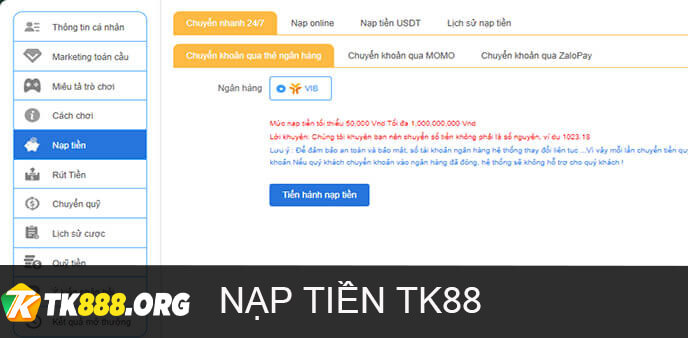 Thông tin cá nhân
Marketing toàn cầu
Miêu tả trò chơi
Cách chơi
Nạp tiền
Rút Tiền
Chuyển quỹ
Lịch sử cược
Quỹ tiền
Kết quả mở thưởng
Chuyển nhanh 24/7 Nạp online Nạp tiền USDT Lịch sử nạp tiền
Chuyển khoản qua thẻ ngân hàng Chuyển khoản qua MOMO Chuyển khoản qua ZaloPay
Ngân hàng VIB
Mức nạp tiền tối thiểu 50,000 Vnd Tối đa 1,000,000,000 Vnd
Lời khuyên: Chúng tôi khuyên bạn nên chuyển số tiền không phải là số nguyên, ví dụ 1023.18
Lưu ý : Để đảm bảo an toàn và bảo mật, số tài khoản ngân hàng hệ thống thay đổi liên tục ...Vì vậy mỗi lần chuyển tiền qu
khoản.Nếu quý khách chuyển khoản vào ngân hàng đã đóng, hệ thống sẽ không hỗ trợ cho quý khách !
Tiến hành nạp tiền
TK888.ORG
NẠP TIỀN TK88